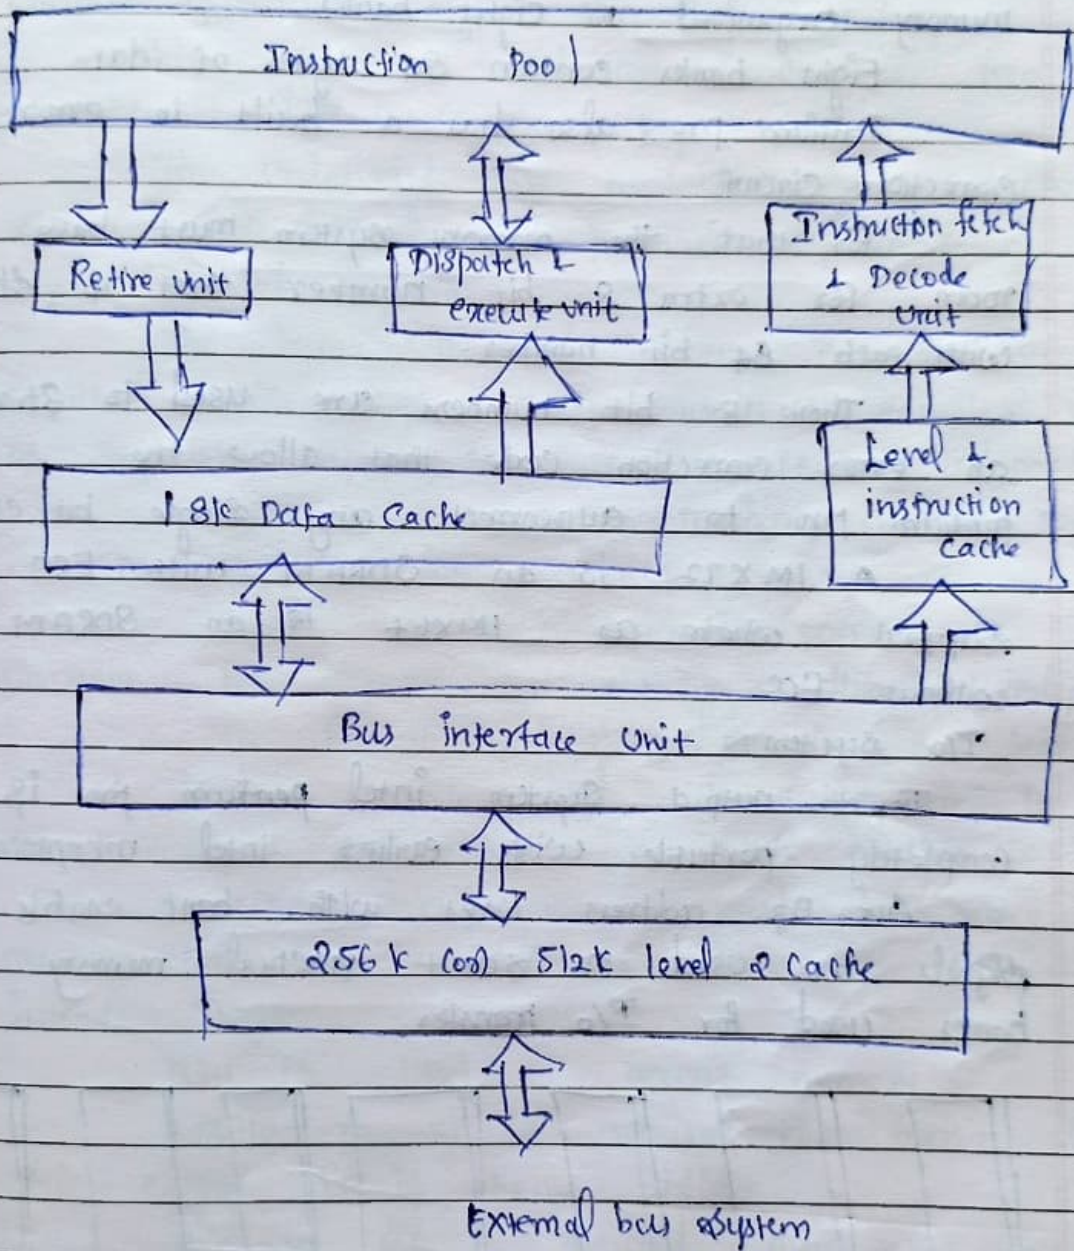 Instruction Pool
Retire unit
Dispatch &
execute unit
Instruction fetch
& Decode
unit
Level 1
instruction
cache
8k Data Cache
Bus interface Unit
256 k (or) 512K level 2 cache
External bus system